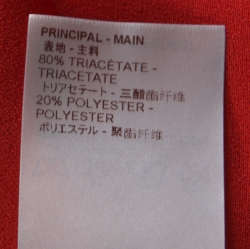 PRINCIPAL - MAIN
表地 - 主料
80% TRIACÉTATE -
TRIACETATE
トリアセテート - 三醋酯纤维
20% POLYESTER -
POLYESTER
ポリエステル - 聚酯纤维